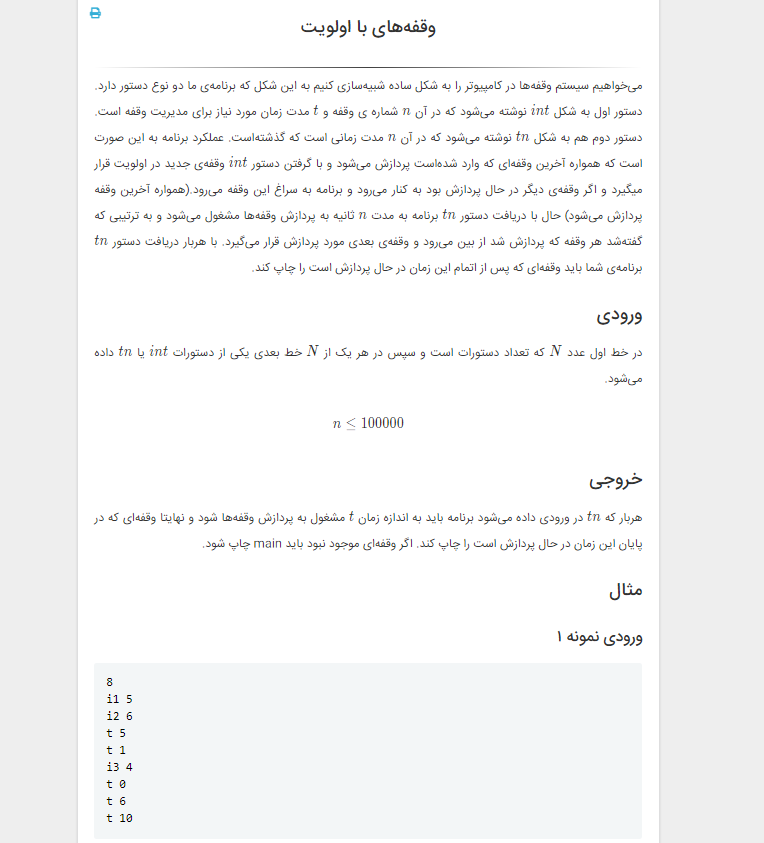 وقفه‌های با اولویت
می‌خواهیم سیستم وقفه‌ها در کامپیوتر را به شکل ساده شبیه‌سازی کنیم به این شکل که برنامه‌ی ما دو نوع دستور دارد.
دستور اول به شکل int نوشته می‌شود که در آن n شماره ی وقفه و t مدت زمان مورد نیاز برای مدیریت وقفه است.
دستور دوم هم به شکل tn نوشته می‌شود که در آن n مدت زمانی است که گذشته‌است. عملکرد برنامه به این صورت
است که همواره آخرین وقفه‌ای که وارد شده‌است پردازش می‌شود و با گرفتن دستور int وقفه‌ی جدید در اولویت قرار
میگیرد و اگر وقفه‌ی دیگر در حال پردازش بود به کنار می‌رود و برنامه به سراغ این وقفه می‌رود.(همواره آخرین وقفه
پردازش می‌شود) حال با دریافت دستور tn برنامه به مدت n ثانیه به پردازش وقفه‌ها مشغول می‌شود و به ترتیبی که
گفته‌شد هر وقفه که پردازش شد از بین می‌رود و وقفه‌ی بعدی مورد پردازش قرار می‌گیرد. با هربار دریافت دستور tn
برنامه‌ی شما باید وقفه‌ای که پس از اتمام این زمان در حال پردازش است را چاپ کند.
ورودی
در خط اول عدد N که تعداد دستورات است و سپس در هر یک از N خط بعدی یکی از دستورات int یا tn داده
می‌شود.
n ≤ 100000
خروجی
هربار که tn در ورودی داده می‌شود برنامه باید به اندازه زمان t مشغول به پردازش وقفه‌ها شود و نهایتا وقفه‌ای که در
پایان این زمان در حال پردازش است را چاپ کند. اگر وقفه‌ای موجود نبود باید main چاپ شود.
مثال
ورودی نمونه ۱
8
i1 5
i2 6
t 5
t 1
i3 4
t 0
t 6
t 10